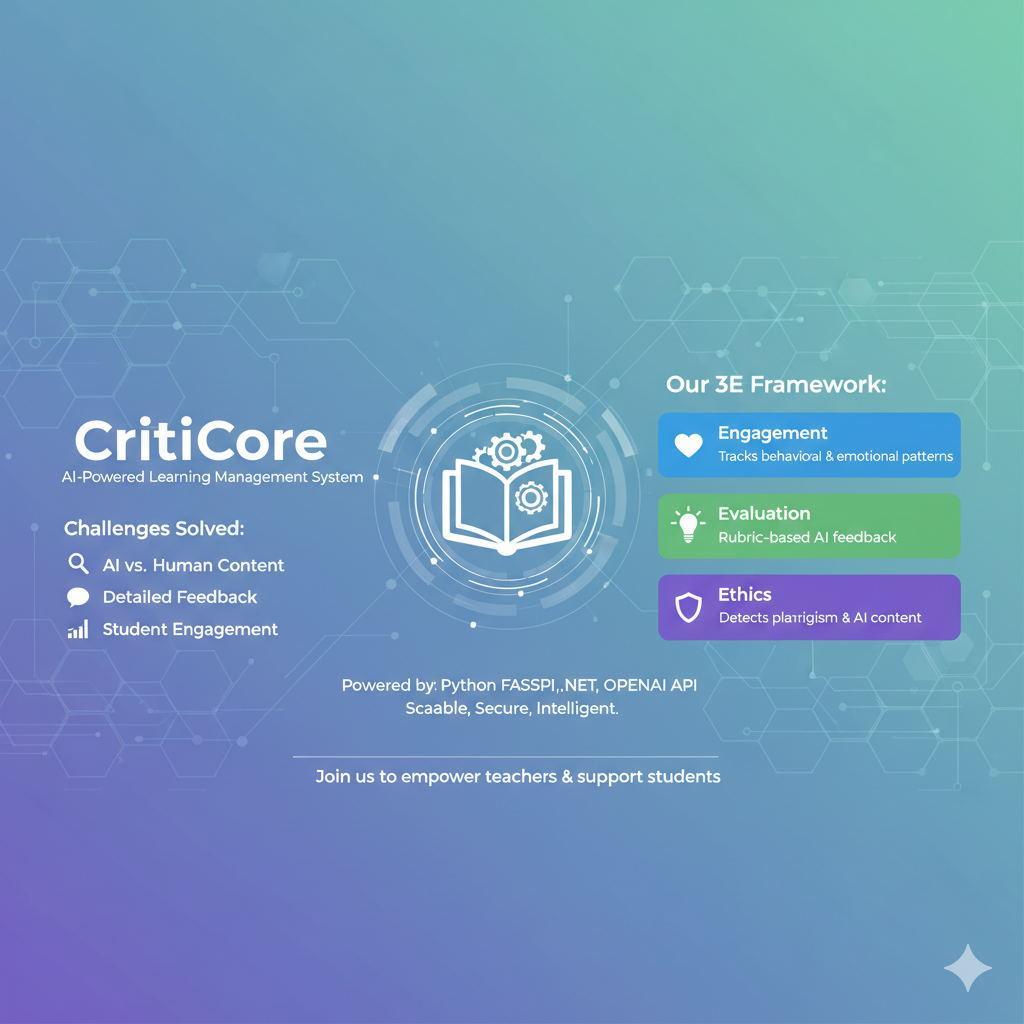 CritiCore
AI-Powered Learning Management System
Challenges Solved:
AI vs. Human Content
Detailed Feedback
Student Engagement
Our 3E Framework:
Engagement
Tracks behavioral & emotional patterns
Evaluation
Rubric-based AI feedback
Ethics
Detects plarrigism & AI content
Powered by: Python FASSPI,.NET, OPENAI API
Scaable, Secure, Intelligent.
Join us to empower teachers & support students